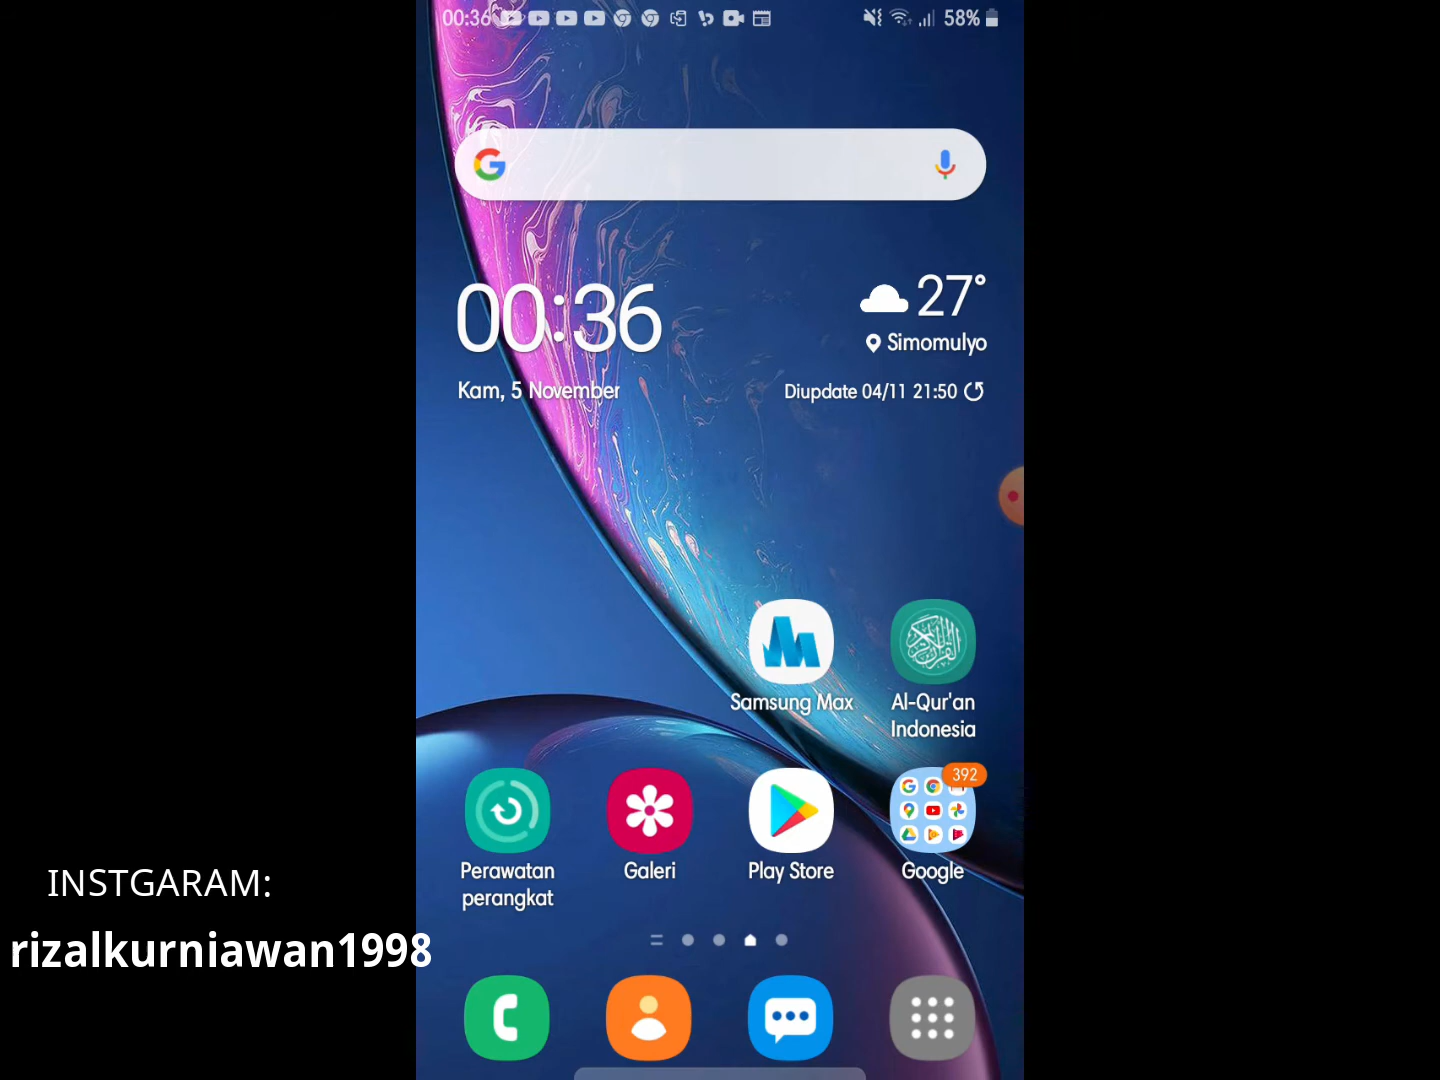 00:36
58%
00:36
27°
Simomulyo
Kam, 5 November
Diupdate 04/11 21:50
Samsung Max
Al-Qur'an
Indonesia
392
Perawatan
perangkat
Galeri
Play Store
Google
INSTGARAM:
rizalkurniawan1998